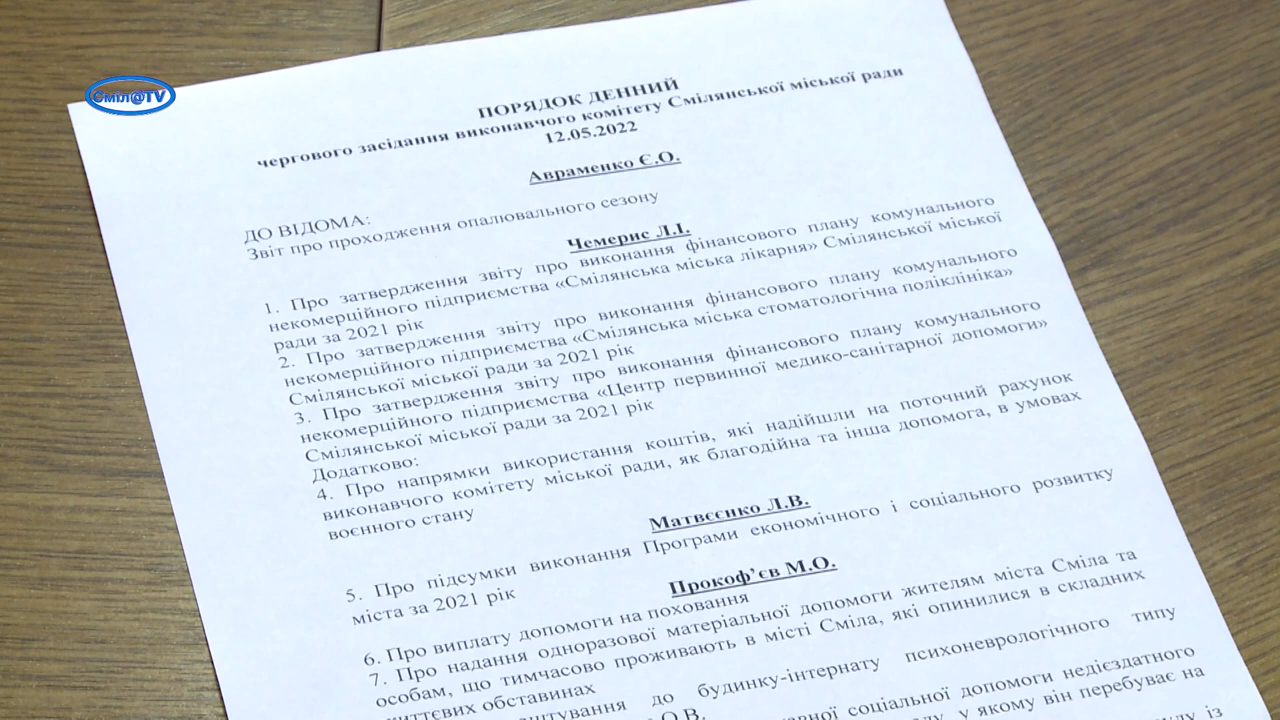 Сміл@TV
ПОРЯДОК ДЕННИЙ
чергового засідання виконавчого комітету Смілянської міської ради
12.05.2022
Авраменко Є.О.
ДО ВІДОМА:
Звіт про проходження опалювального сезону
Чемерис Л.І.
1. Про затвердження звіту про виконання фінансового плану комунального
некомерційного підприємства «Смілянська міська лікарня» Смілянської міської
ради за 2021 рік
2. Про затвердження звіту про виконання фінансового плану комунального
некомерційного підприємства «Смілянська міська стоматологічна поліклініка»
Смілянської міської ради за 2021 рік
3. Про затвердження звіту про виконання фінансового плану комунального
некомерційного підприємства «Центр первинної медико-санітарної допомоги»
Смілянської міської ради за 2021 рік
Додатково:
4. Про напрямки використання коштів, які надійшли на поточний рахунок
виконавчого комітету міської ради, як благодійна та інша допомога, в умовах
воєнного стану
Матвєєнко Л.В.
5. Про підсумки виконання Програми економічного і соціального розвитку
міста за 2021 рік
Прокоф’єв М.О.
6. Про виплату допомоги на поховання
7. Про надання одноразової матеріальної допомоги жителям міста Сміла та
особам, що тимчасово проживають в місті Сміла, які опинилися в складних
життєвих обставинах
до будинку-інтернату психоневрологічного типу
О.В.
соціальної допомоги недієздатного
у якому він перебуває на
із